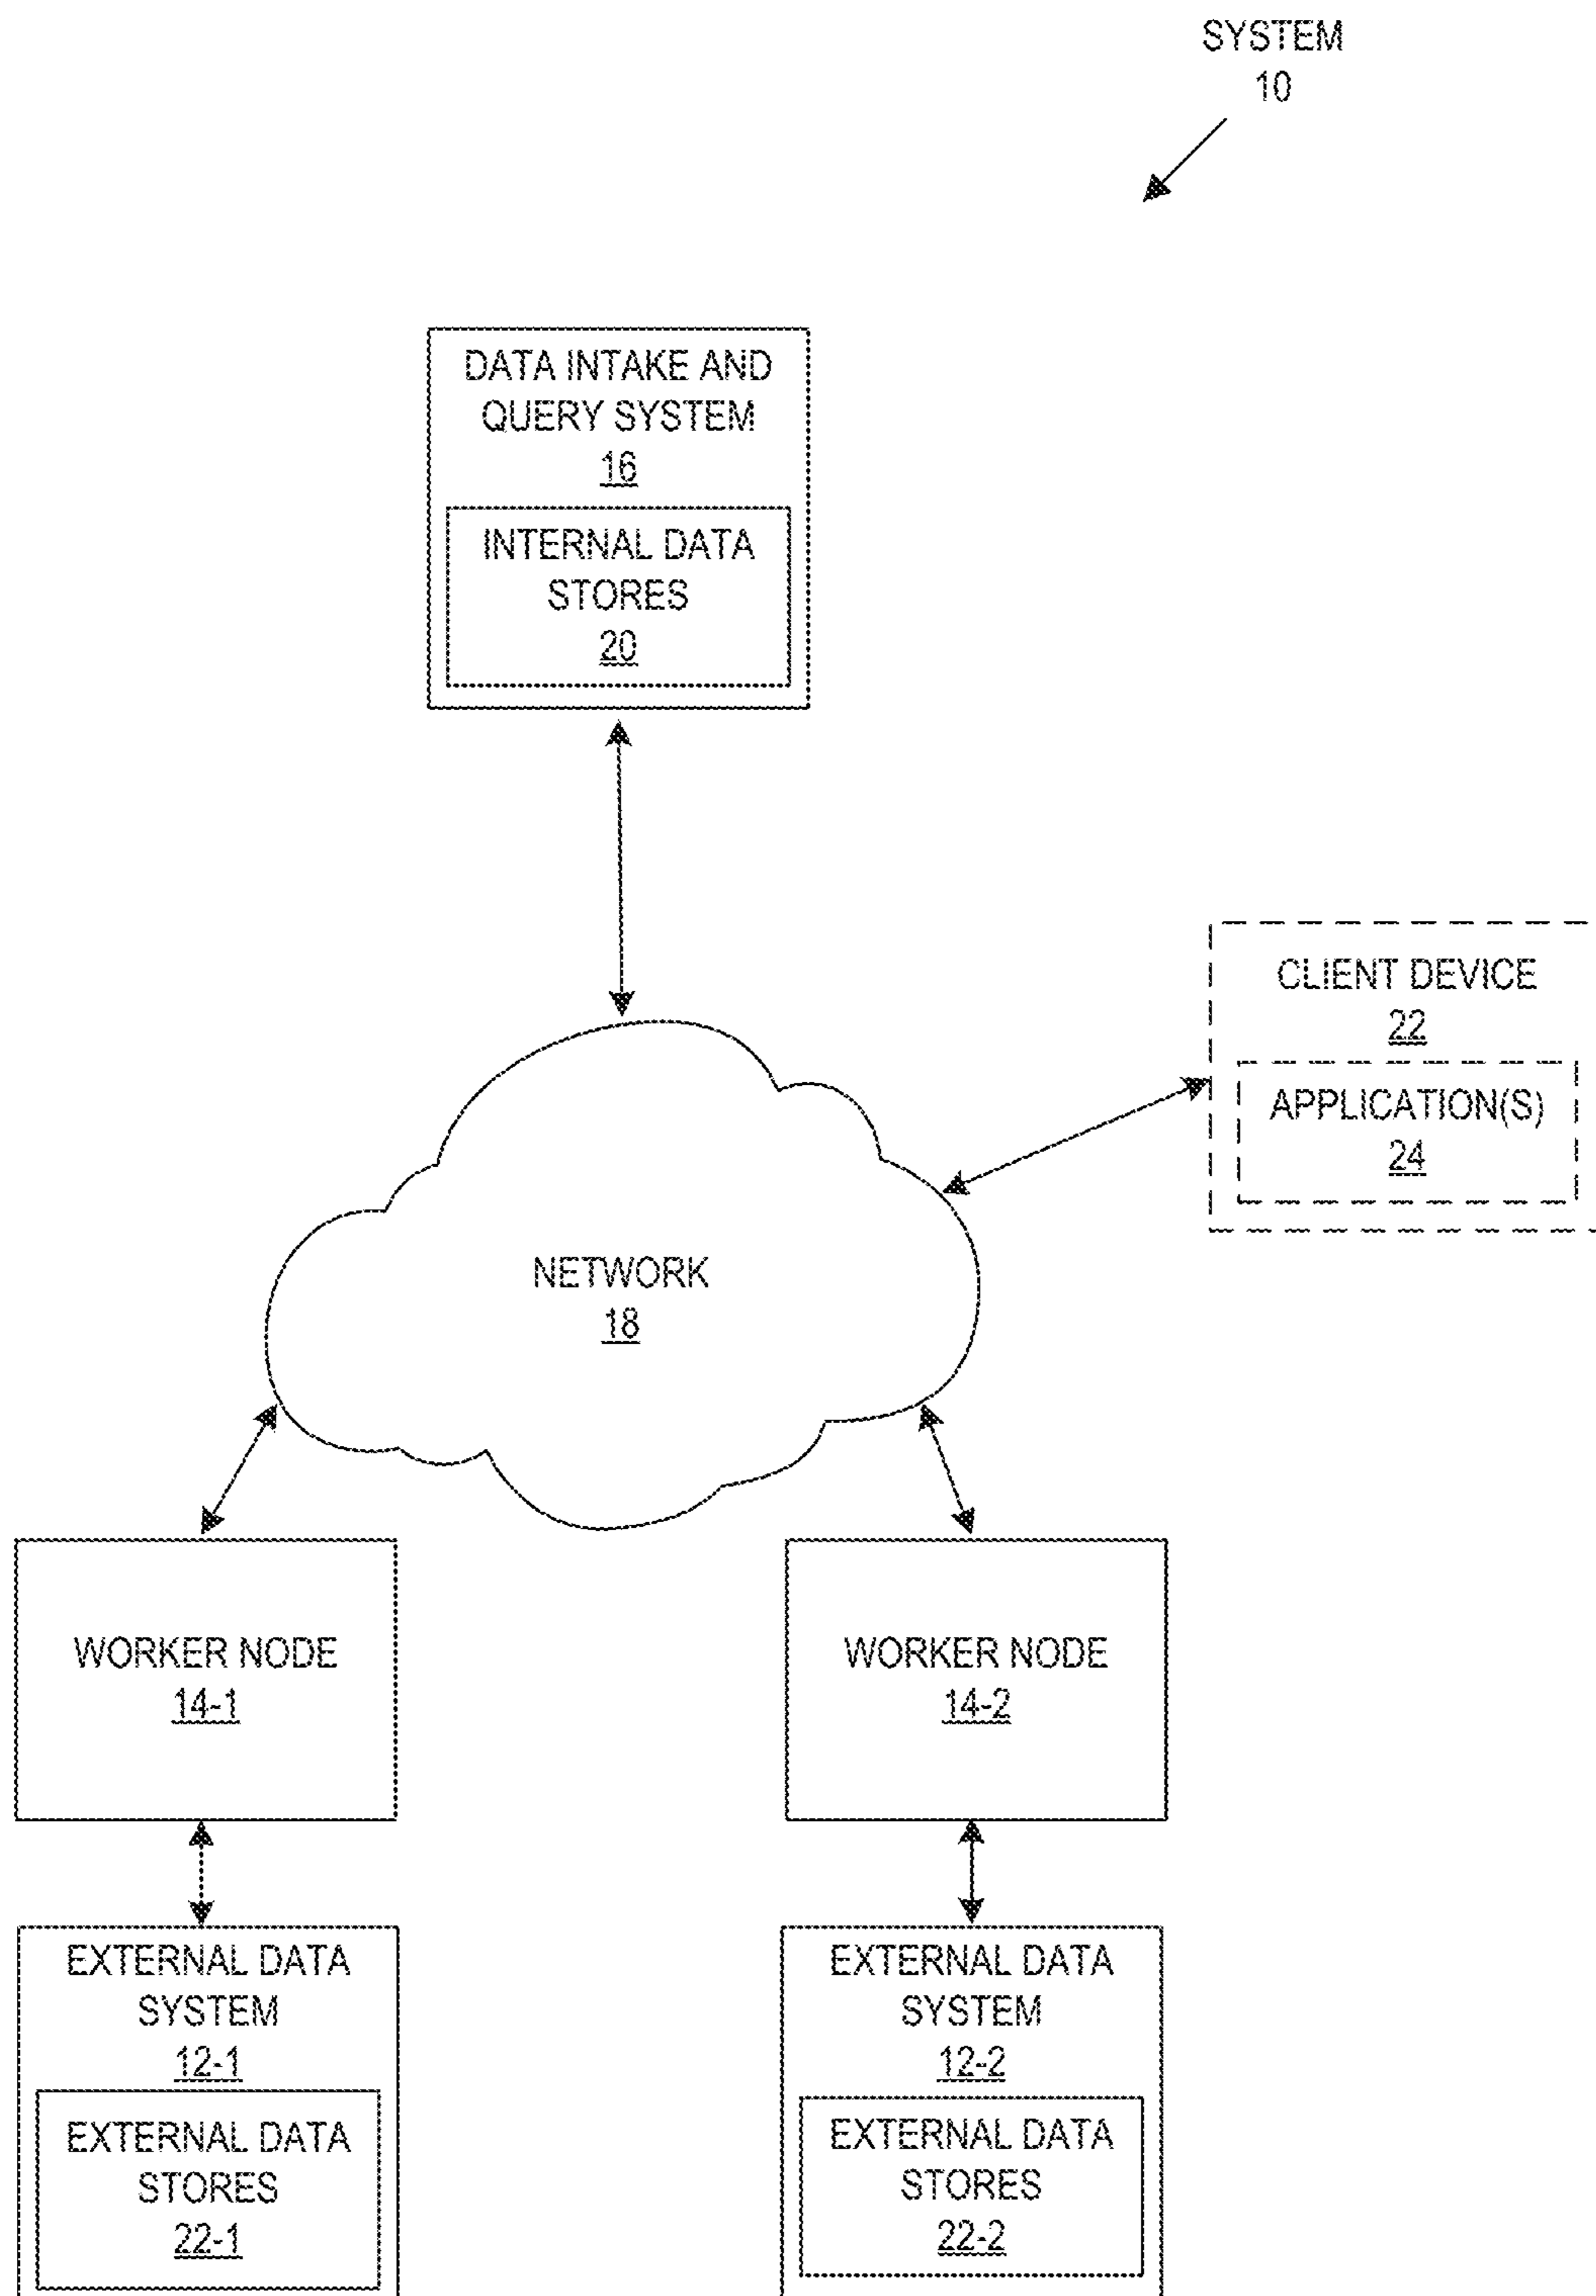 SYSTEM
10
DATA INTAKE AND
QUERY SYSTEM
16
INTERNAL DATA
STORES
20
CLIENT DEVICE
22
APPLICATION(S)
24
NETWORK
18
WORKER NODE
14-1
WORKER NODE
14-2
EXTERNAL DATA
SYSTEM
12-1
EXTERNAL DATA
STORES
22-1
EXTERNAL DATA
SYSTEM
12-2
EXTERNAL DATA
STORES
22-2